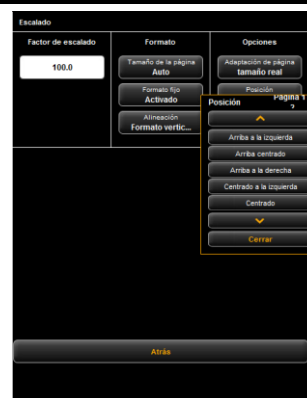 Escalado
Factor de escalado
Formato
Opciones
100.0
Tamaño de la página
Auto
Adaptación de página
tamaño real
Formato fijo
Activado
Posición
Alineación
Formato vertic...
Posición
Página 1
2
Arriba a la izquierda
Arriba centrado
Arriba a la derecha
Centrado a la izquierda
Centrado
Cerrar
Atrás